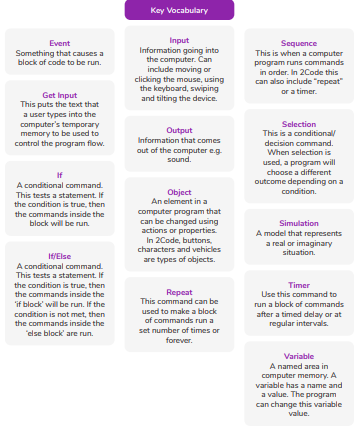 Key Vocabulary
Event
Something that causes a
block of code to be run.
Get Input
This puts the text that
a user types into the
computer's temporary
memory to be used to
control the program flow.
If
A conditional command.
This tests a statement. If
the condition is true, then
the commands inside the
block will be run.
If/Else
A conditional command.
This tests a statement. If
the condition is true, then
the commands inside the
'if block' will be run. If the
condition is not met, then
the commands inside the
'else block' are run.
Input
Information going into
the computer. Can
include moving or
clicking the mouse, using
the keyboard, swiping
and tilting the device.
Output
Information that comes
out of the computer e.g.
sound.
Object
An element in a
computer program that
can be changed using
actions or properties.
In 2Code, buttons,
characters and vehicles
are types of objects.
Repeat
This command can be
used to make a block
of commands run a
set number of times or
forever.
Sequence
This is when a computer
program runs commands
in order. In 2Code this
can also include "repeat"
or a timer.
Selection
This is a conditional/
decision command.
When selection is
used, a program will
choose a different
outcome depending on a
condition.
Simulation
A model that represents
a real or imaginary
situation.
Timer
Use this command to
run a block of commands
after a timed delay or at
regular intervals.
Variable
A named area in
computer memory. A
variable has a name and
a value. The program
can change this variable
value.